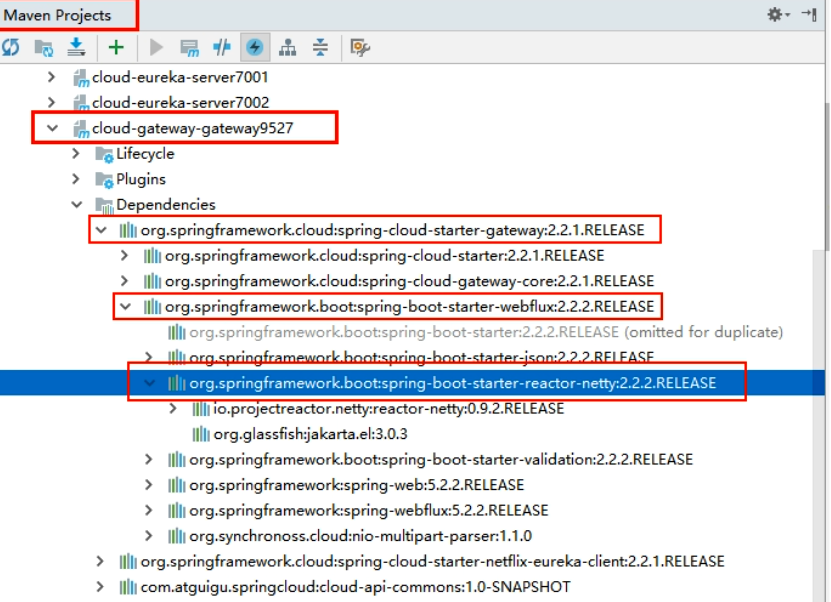 Maven Projects
cloud-eureka-server7001
cloud-eureka-server7002
cloud-gateway-gateway9527
Lifecycle
Plugins
Dependencies
org.springframework.cloud:spring-cloud-starter-gateway:2.2.1.RELEASE
org.springframework.cloud:spring-cloud-starter:2.2.1.RELEASE
org.springframework.cloud:spring-cloud-gateway-core:2.2.1.RELEASE
org.springframework.boot:spring-boot-starter-webflux:2.2.2.RELEASE
org.springframework.boot:spring-boot-starter:2.2.2.RELEASE (omitted for duplicate)
org.springframework.boot:spring-boot-starter-json:2.2.2.RELEASE
org.springframework.boot:spring-boot-starter-reactor-netty:2.2.2.RELEASE
io.projectreactor.netty:reactor-netty:0.9.2.RELEASE
org.glassfish:jakarta.el:3.0.3
org.springframework.boot:spring-boot-starter-validation:2.2.2.RELEASE
org.springframework:spring-web:5.2.2.RELEASE
org.springframework:spring-webflux:5.2.2.RELEASE
org.synchronoss.cloud:nio-multipart-parser:1.1.0
org.springframework.cloud:spring-cloud-starter-netflix-eureka-client:2.2.1.RELEASE
com.atguigu.springcloud:cloud-api-commons:1.0-SNAPSHOT